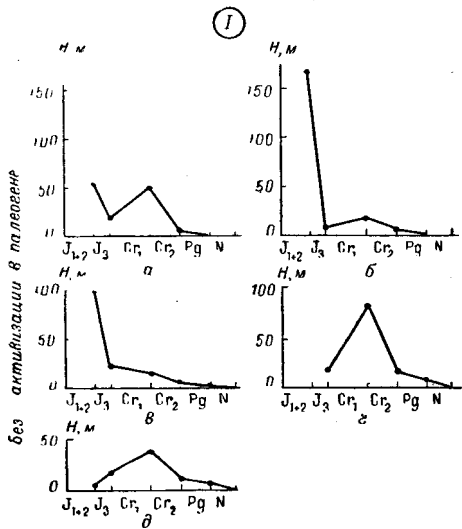 I
H, м
150
100
50
0
J₁₊₂ J₃ Cr₁ Cr₂ Pg N
а
H, м
150
100
50
0
J₁₊₂ J₃ Cr₁ Cr₂ Pg N
б
без активизации в палеогене
H, м
100
50
0
J₁₊₂ J₃ Cr₁ Cr₂ Pg N
в
H, м
100
50
0
J₁₊₂ J₃ Cr₁ Cr₂ Pg N
г
H, м
50
0
J₁₊₂ J₃ Cr₁ Cr₂ Pg N
д